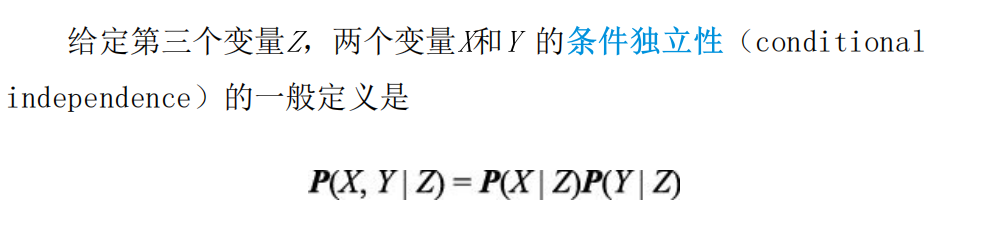 给定第三个变量Z，两个变量X和Y 的条件独立性（conditional
independence）的一般定义是
P(X, Y | Z) = P(X | Z)P(Y | Z)